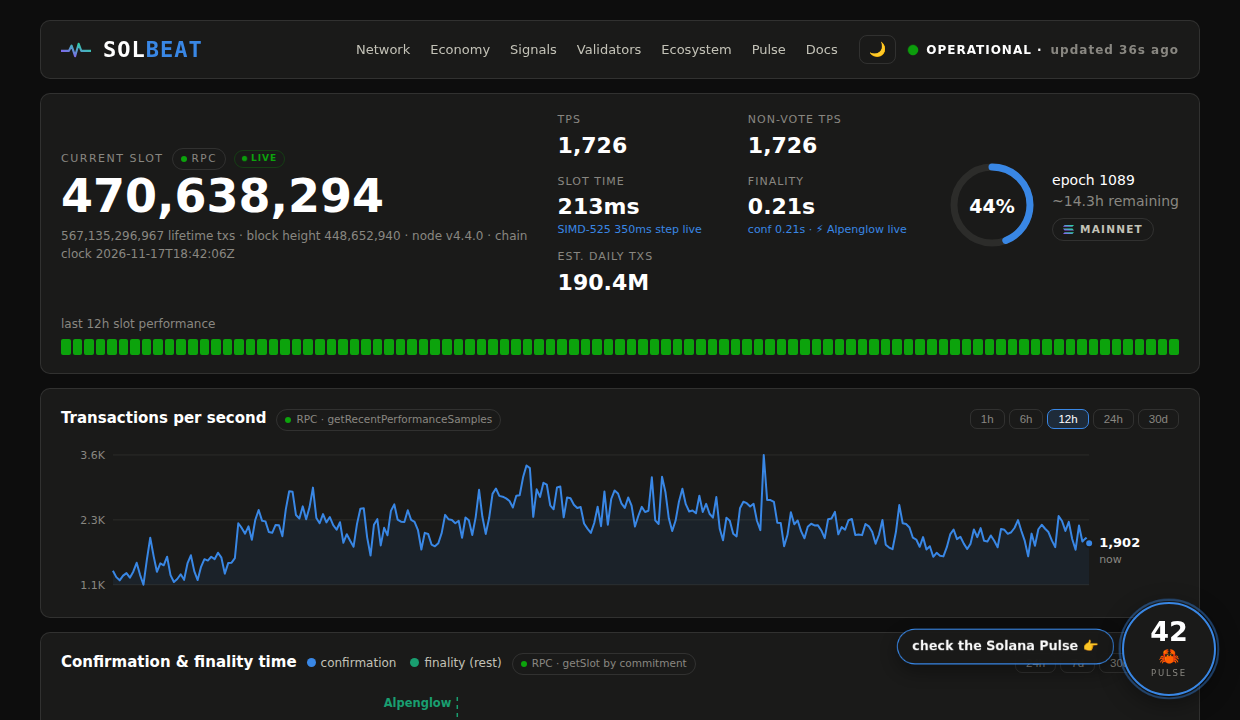 SOLBEAT
Network Economy Signals Validators Ecosystem Pulse Docs
OPERATIONAL · updated 36s ago
CURRENT SLOT RPC LIVE
470,638,294
567,135,296,967 lifetime txs · block height 448,652,940 · node v4.4.0 · chain
clock 2026-11-17T18:42:06Z
TPS
1,726
NON-VOTE TPS
1,726
SLOT TIME
213ms
SIMD-525 350ms step live
FINALITY
0.21s
conf 0.21s · ⚡ Alpenglow live
EST. DAILY TXS
190.4M
44%
epoch 1089
~14.3h remaining
MAINNET
last 12h slot performance
Transactions per second RPC · getRecentPerformanceSamples
1h 6h 12h 24h 30d
3.6K
2.3K
1.1K
1,902
now
Confirmation & finality time confirmation finality (rest) RPC · getSlot by commitment
Alpenglow
check the Solana Pulse 👉
42
🦀
PULSE